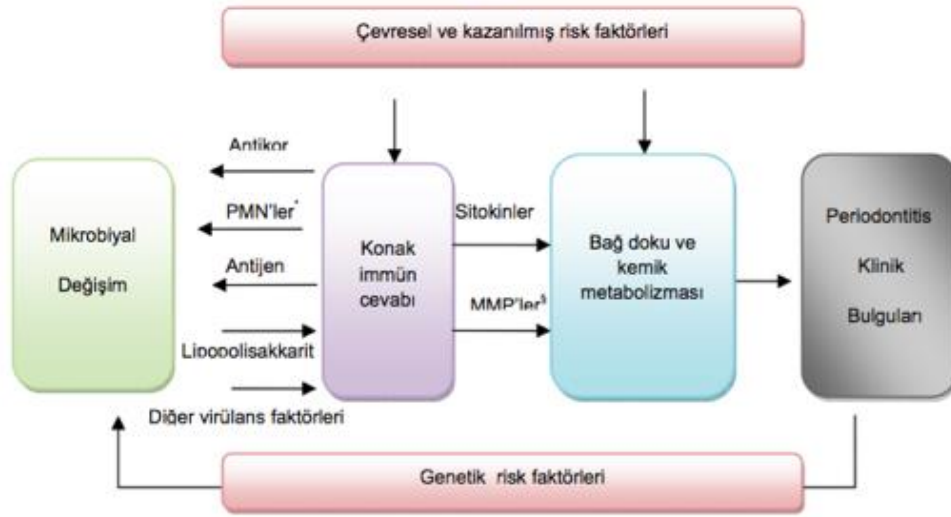 Çevresel ve kazanılmış risk faktörleri
Mikrobiyal
Değişim
Antikor
PMN'ler*
Antijen
Lipopolisakkarit
Diğer virülans faktörleri
Konak
immün
cevabı
Sitokinler
MMP'ler§
Bağ doku ve
kemik
metabolizması
Periodontitis
Klinik
Bulguları
Genetik risk faktörleri